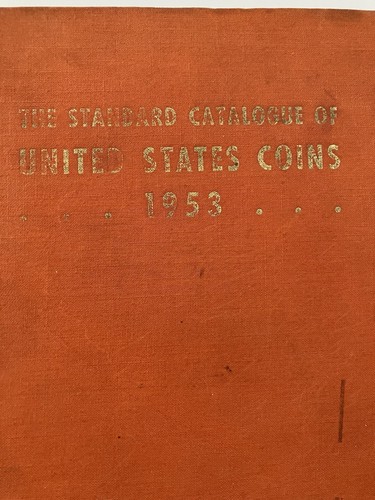 THE STANDARD CATALOGUE OF
UNITED STATES COINS
. . . 1953 . . .